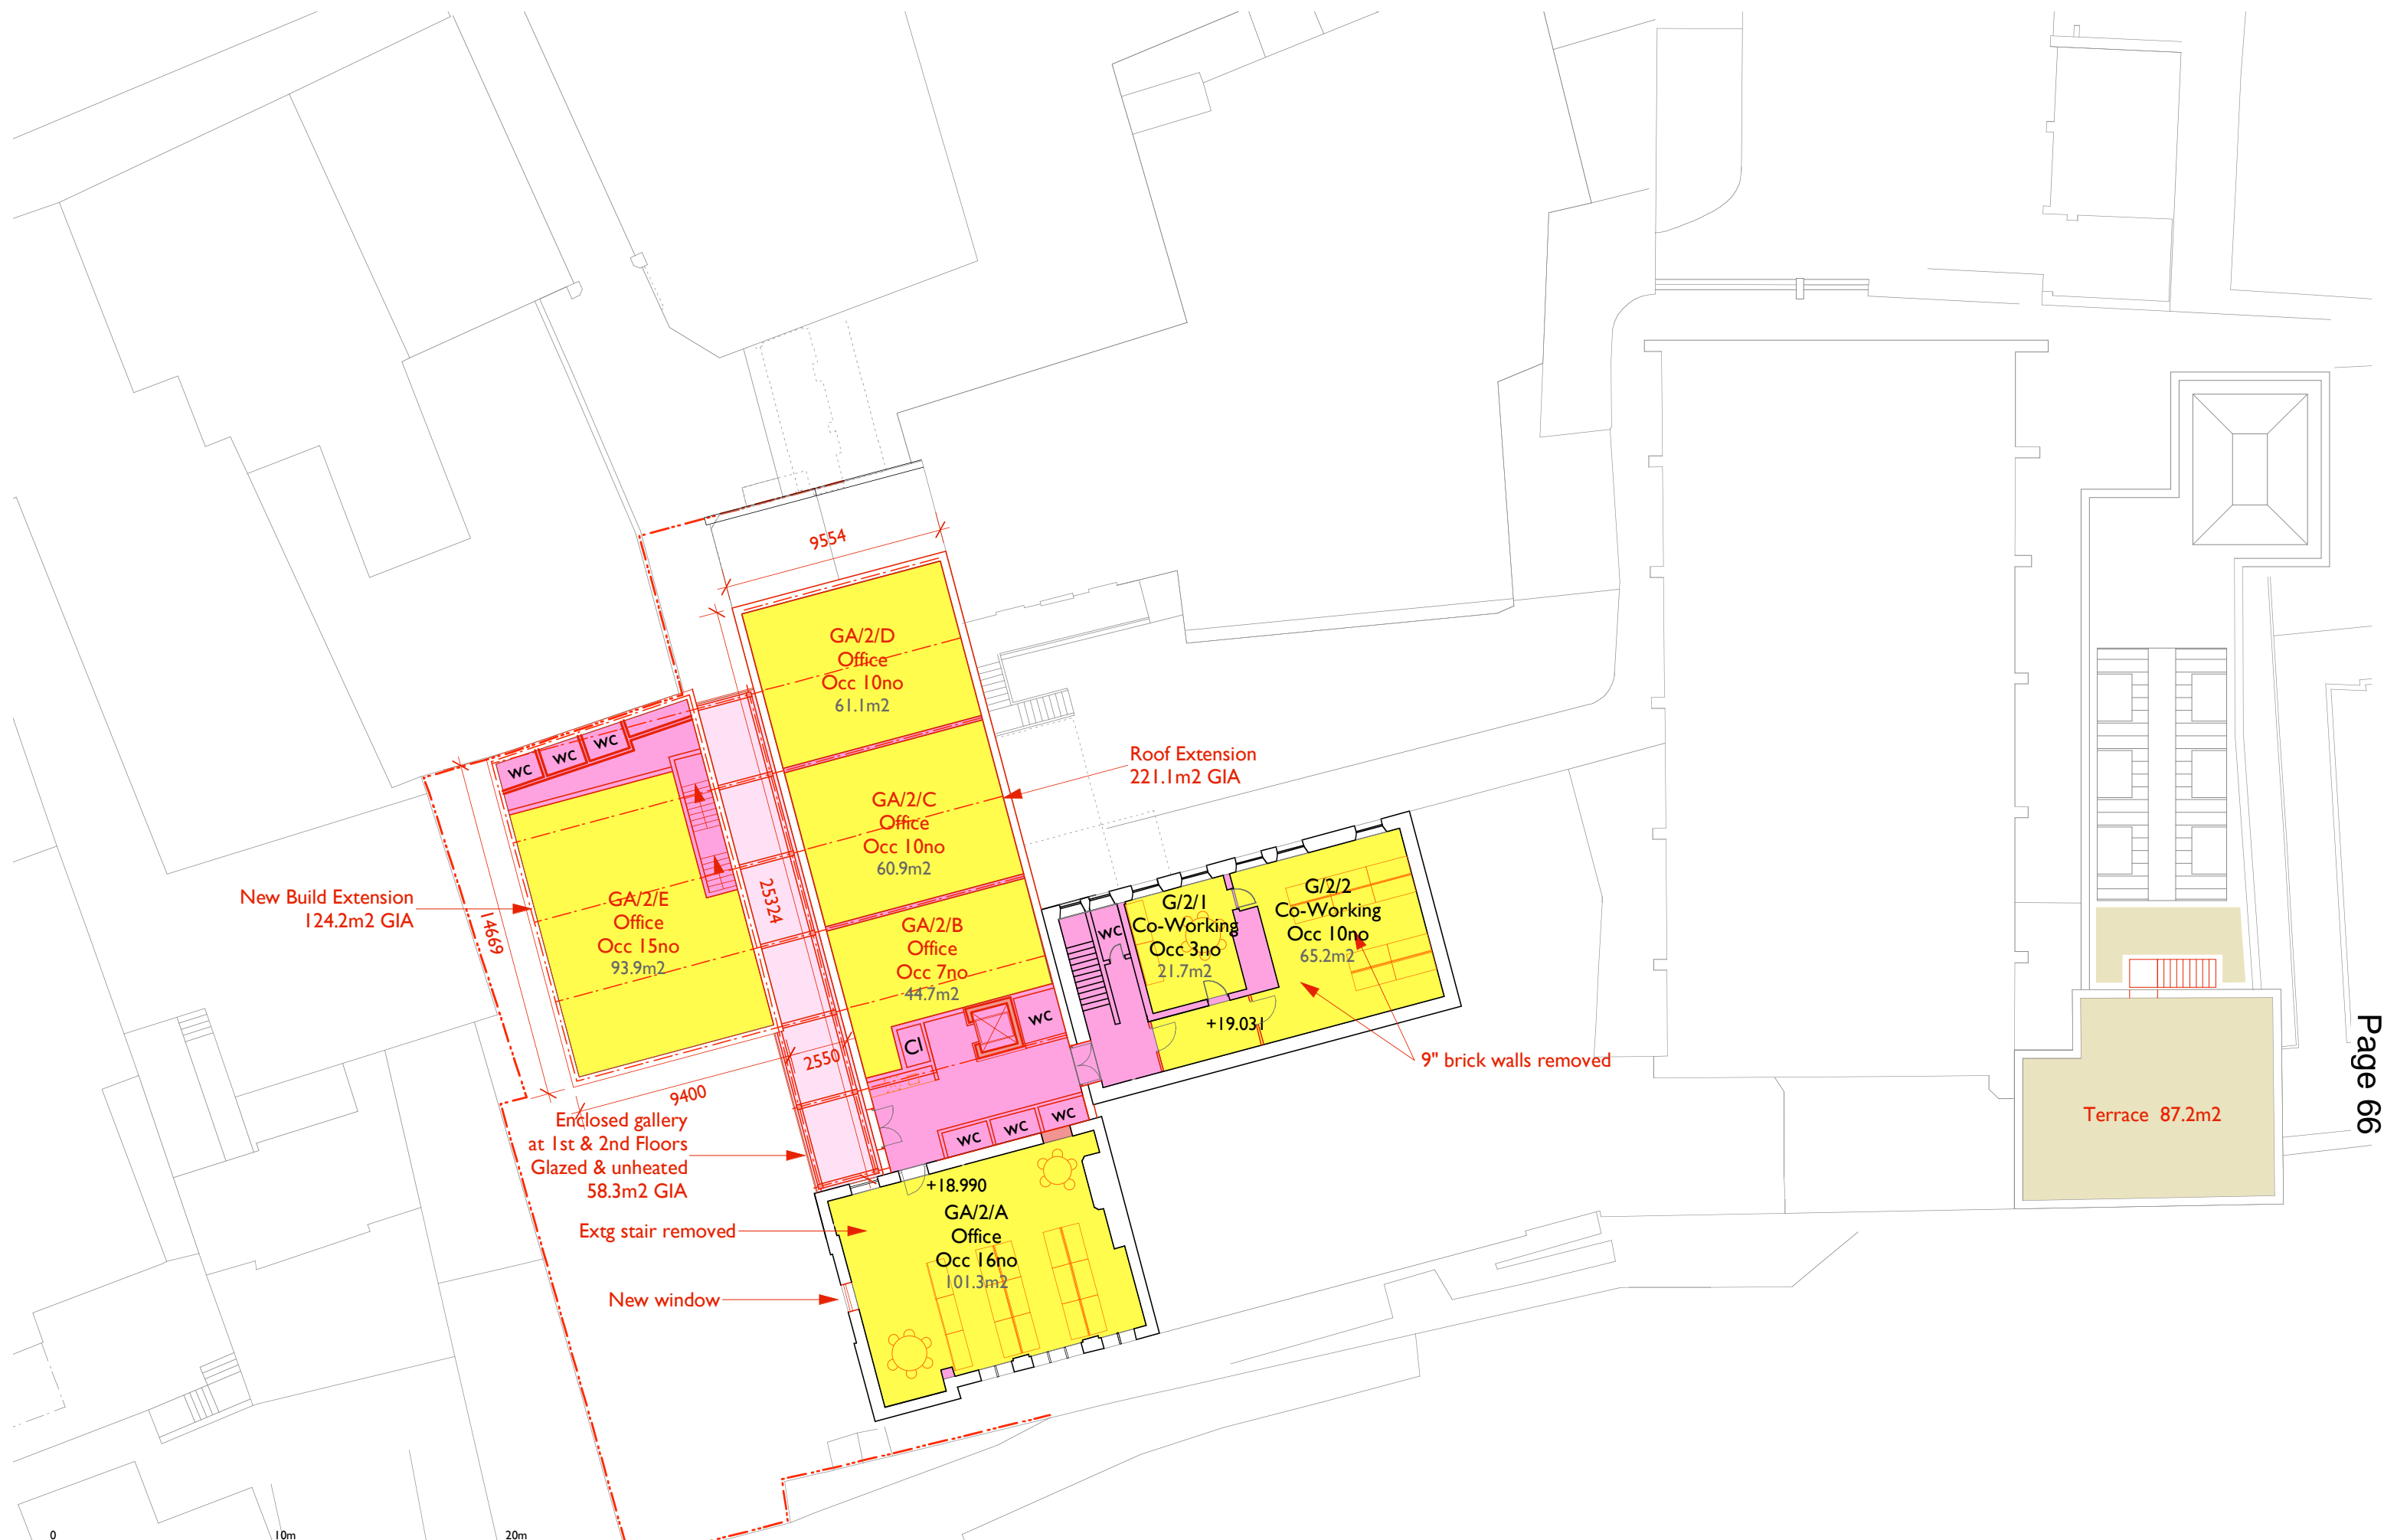 9554
GA/2/D
Office
Occ 10no
61.1m2
WC
WC
WC
Roof Extension
221.1m2 GIA
GA/2/C
Office
Occ 10no
60.9m2
New Build Extension
124.2m2 GIA
14669
GA/2/E
Office
Occ 15no
93.9m2
25324
GA/2/B
Office
Occ 7no
44.7m2
WC
G/2/1
Co-Working
Occ 3no
21.7m2
G/2/2
Co-Working
Occ 10no
65.2m2
+19.031
9" brick walls removed
WC
Cl
2550
9400
Enclosed gallery
at 1st & 2nd Floors
Glazed & unheated
58.3m2 GIA
WC
WC
WC
Extg stair removed
+18.990
GA/2/A
Office
Occ 16no
101.3m2
New window
Terrace 87.2m2
Page 66
0
10m
20m